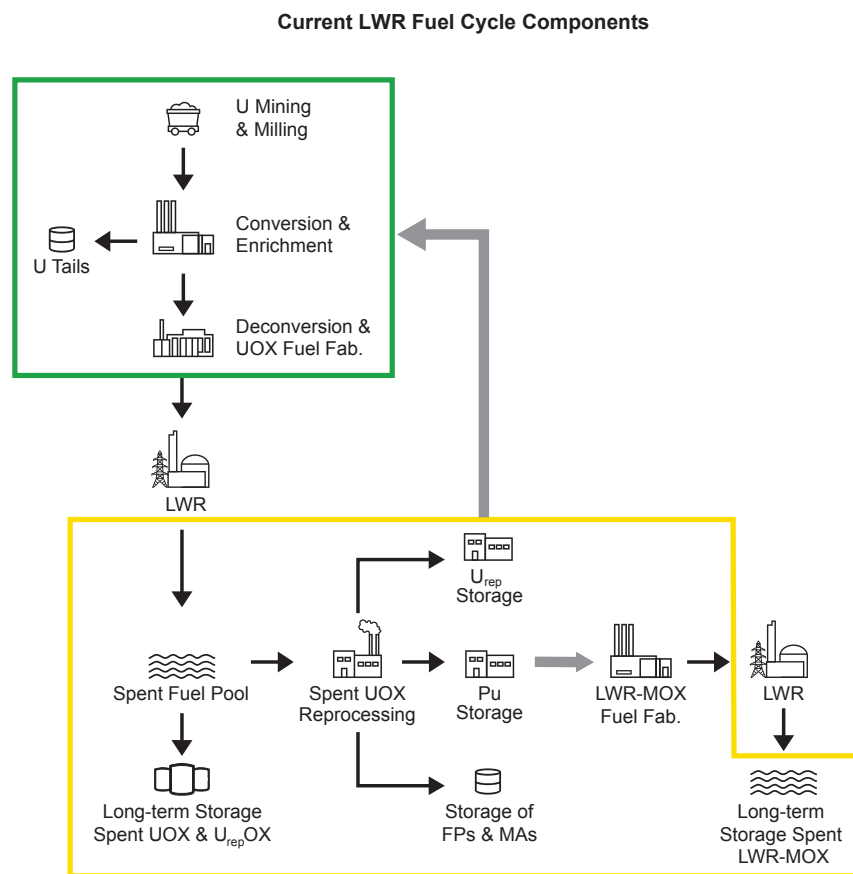 Current LWR Fuel Cycle Components
U Mining
& Milling
Conversion &
Enrichment
U Tails
Deconversion &
UOX Fuel Fab.
LWR
U_rep
Storage
Spent Fuel Pool
Spent UOX
Reprocessing
Pu
Storage
LWR-MOX
Fuel Fab.
LWR
Long-term Storage
Spent UOX & U_repOX
Storage of
FPs & MAs
Long-term
Storage Spent
LWR-MOX